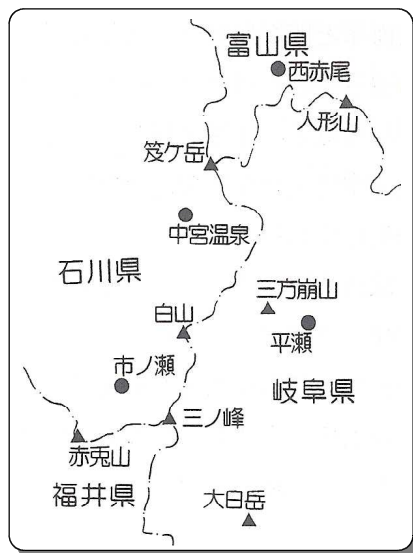 富山県
西赤尾
人形山
笈ケ岳
中宮温泉
石川県
三方崩山
白山
平瀬
市ノ瀬
岐阜県
三ノ峰
赤兎山
福井県
大日岳